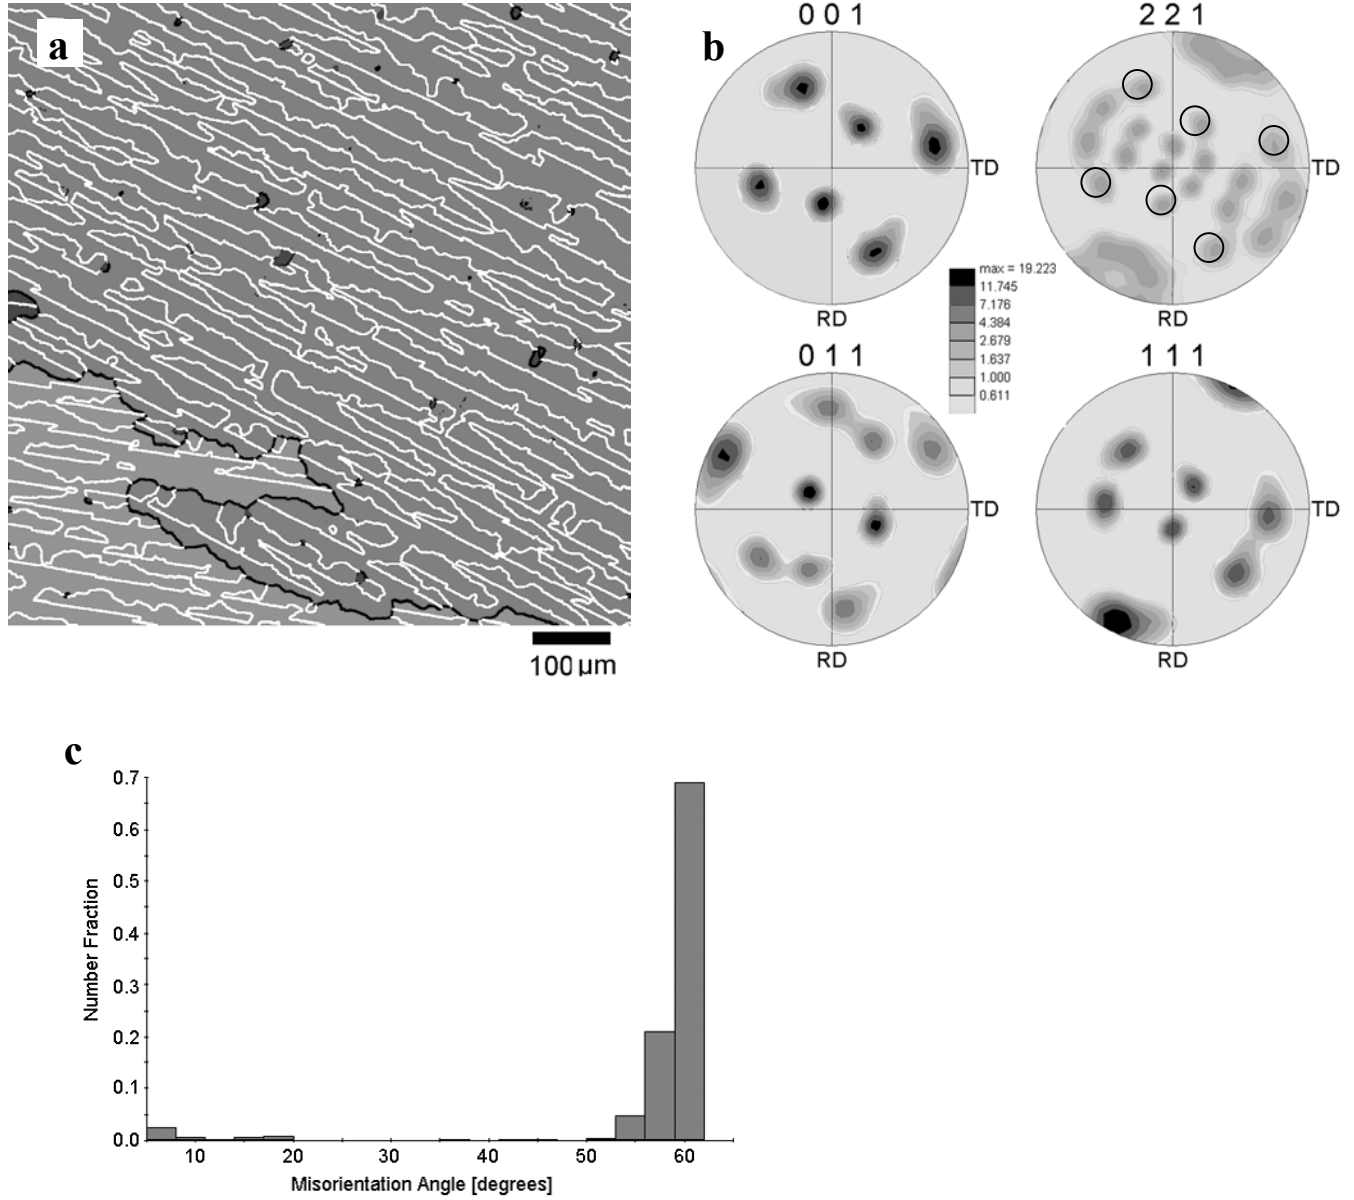 a
100 µm
b
0 0 1
2 2 1
TD
TD
RD
RD
max = 19.223
11.745
7.176
4.384
2.679
1.637
1.000
0.611
0 1 1
1 1 1
TD
TD
RD
RD
c
0.7
0.6
0.5
0.4
0.3
0.2
0.1
0.0
Number Fraction
10 20 30 40 50 60
Misorientation Angle [degrees]